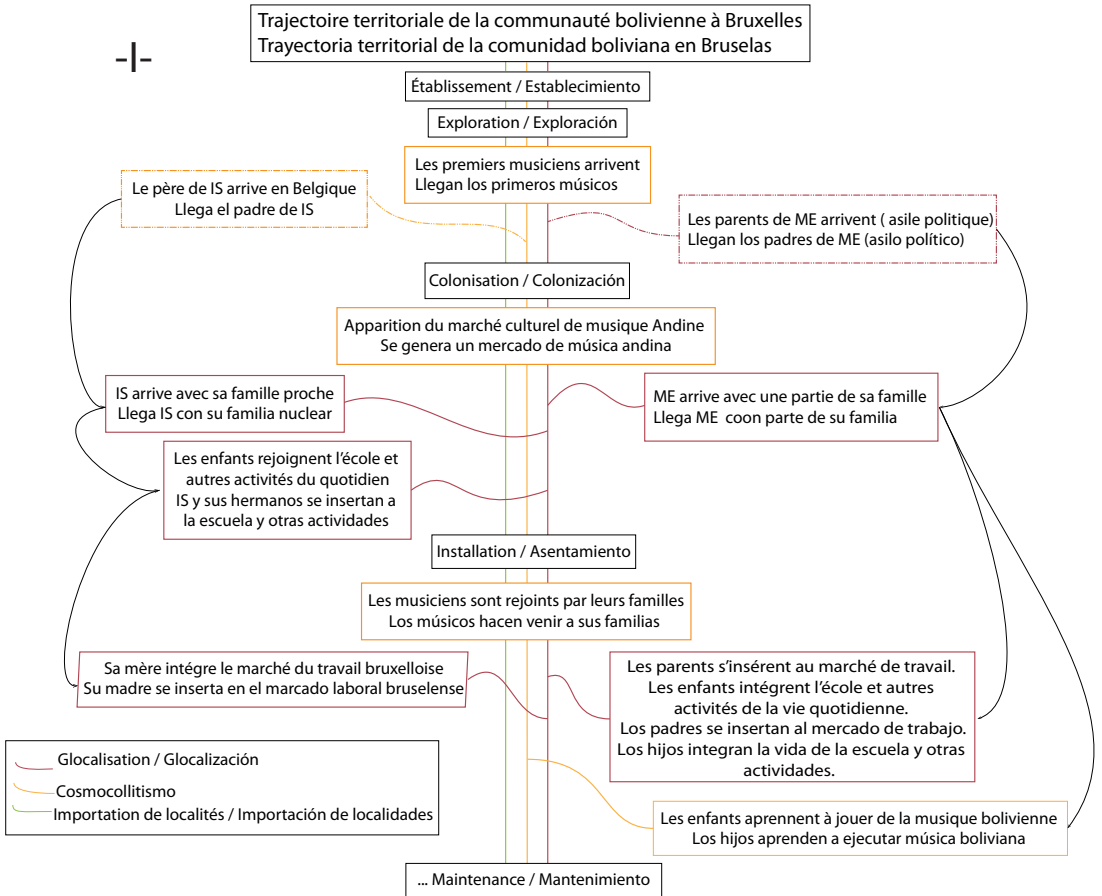 Trajectoire territoriale de la communauté bolivienne à Bruxelles
Trayectoria territorial de la comunidad boliviana en Bruselas
-I-
Établissement / Establecimiento
Exploration / Exploración
Les premiers musiciens arrivent
Llegan los primeros músicos
Le père de IS arrive en Belgique
Llega el padre de IS
Les parents de ME arrivent ( asile politique)
Llegan los padres de ME (asilo político)
Colonisation / Colonización
Apparition du marché culturel de musique Andine
Se genera un mercado de música andina
IS arrive avec sa famille proche
Llega IS con su familia nuclear
ME arrive avec une partie de sa famille
Llega ME coon parte de su familia
Les enfants rejoignent l'école et
autres activités du quotidien
IS y sus hermanos se insertan a
la escuela y otras actividades
Installation / Asentamiento
Les musiciens sont rejoints par leurs familles
Los músicos hacen venir a sus familias
Sa mère intégre le marché du travail bruxelloise
Su madre se inserta en el marcado laboral bruselense
Les parents s'insérent au marché de travail.
Les enfants intégrent l'école et autres
activités de la vie quotidienne.
Los padres se insertan al mercado de trabajo.
Los hijos integran la vida de la escuela y otras
actividades.
Glocalisation / Glocalización
Cosmocollitismo
Importation de localités / Importación de localidades
Les enfants aprennent à jouer de la musique bolivienne
Los hijos aprenden a ejecutar música boliviana
... Maintenance / Mantenimiento